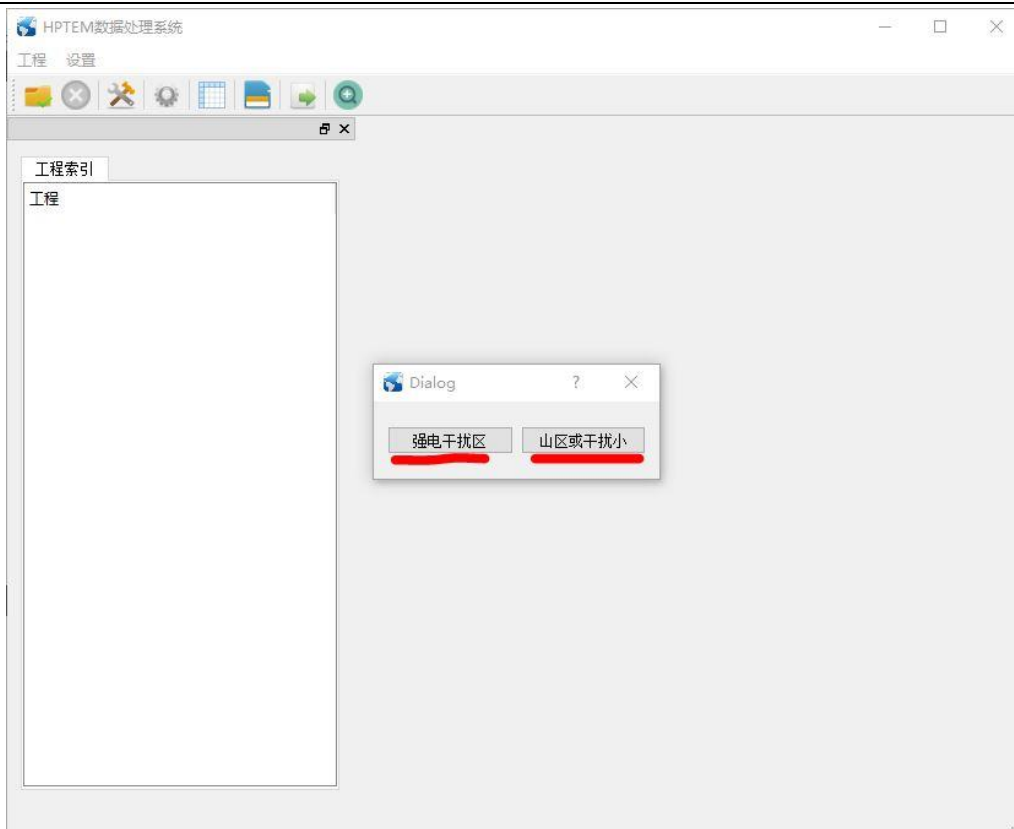 HPTEM数据处理系统
工程 设置
工程索引
工程
Dialog ?
强电干扰区 山区或干扰小